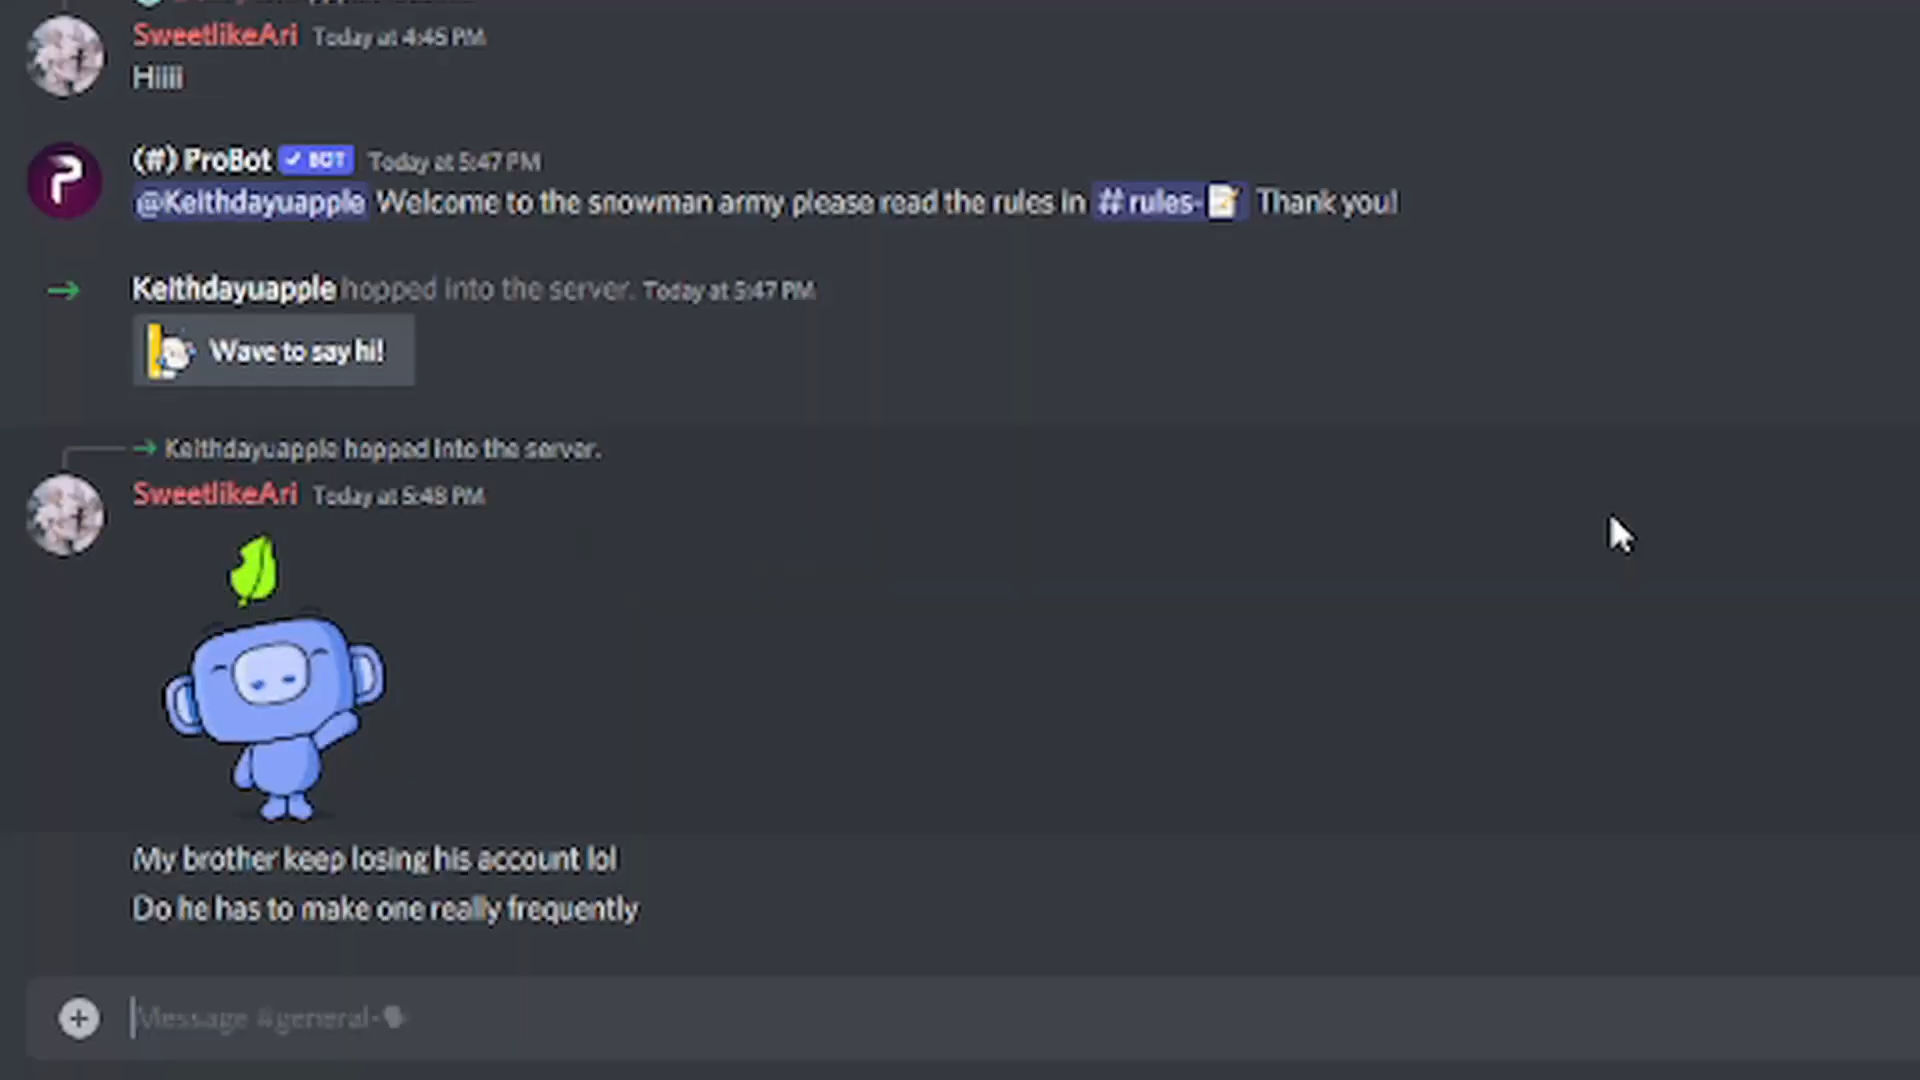 SweetlikeAri Today at 4:45 PM
Hiiii
(#) ProBot ✓ BOT Today at 5:47 PM
@Keithdayuapple Welcome to the snowman army please read the rules in # rules-📝 Thank you!
Keithdayuapple hopped into the server. Today at 5:47 PM
Wave to say hi!
Keithdayuapple hopped into the server.
SweetlikeAri Today at 5:48 PM
My brother keep losing his account lol
Do he has to make one really frequently
Message #general-🗣